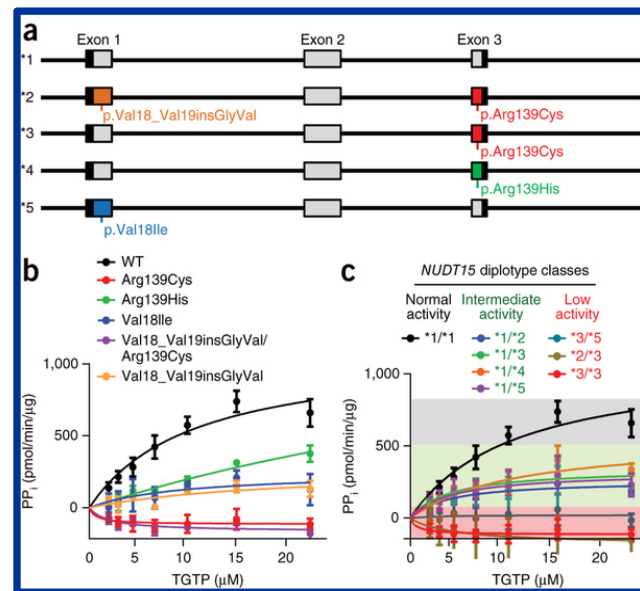 a
Exon 1 Exon 2 Exon 3
*1
*2
p.Val18_Val19insGlyVal p.Arg139Cys
*3
p.Arg139Cys
*4
p.Arg139His
*5
p.Val18Ile
b
WT
Arg139Cys
Arg139His
Val18Ile
Val18_Val19insGlyVal/
Arg139Cys
Val18_Val19insGlyVal
1,000
500
0
PPi (pmol/min/µg)
0 5 10 15 20
TGTP (µM)
c
NUDT15 diplotype classes
Normal activity
Intermediate activity
Low activity
*1/*1 *1/*2 *3/*5
*1/*3 *2/*3
*1/*4 *3/*3
*1/*5
1,000
500
0
PPi (pmol/min/µg)
0 5 10 15 20
TGTP (µM)